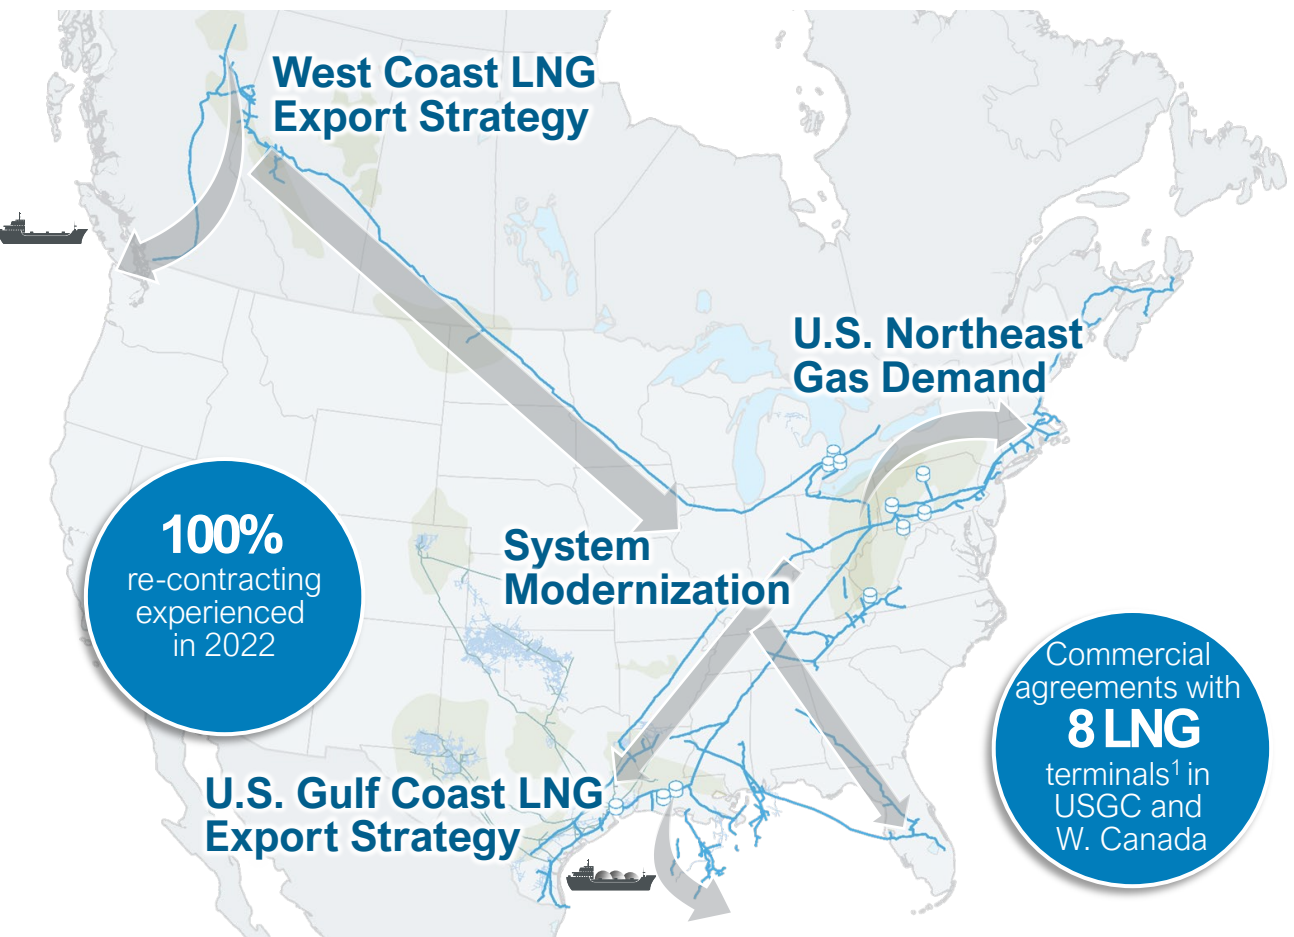 West Coast LNG
Export Strategy
U.S. Northeast
Gas Demand
100%
re-contracting
experienced
in 2022
System
Modernization
Commercial
agreements with
8 LNG
terminals¹ in
USGC and
W. Canada
U.S. Gulf Coast LNG
Export Strategy